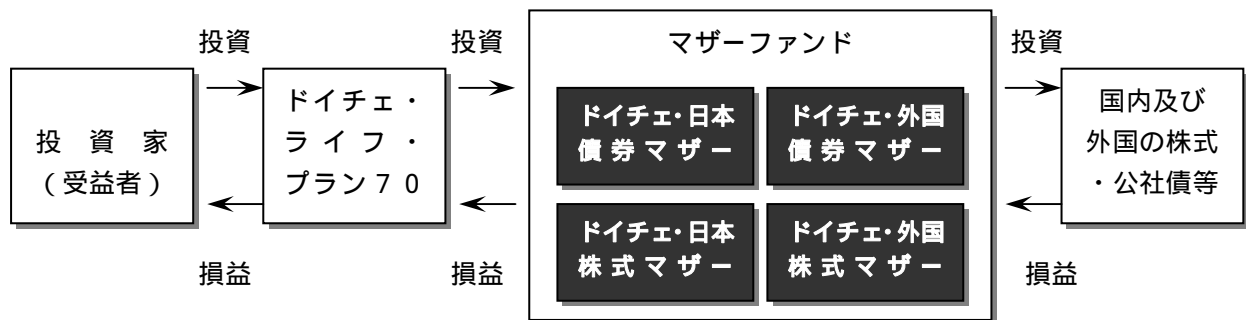 投資
投資
マザーファンド
投資
投　資　家
（受益者）
ドイチェ・
ライフ・
プラン７０
ドイチェ・日本
債券マザー
ドイチェ・外国
債券マザー
ドイチェ・日本
株式マザー
ドイチェ・外国
株式マザー
国内及び
外国の株式
・公社債等
損益
損益
損益